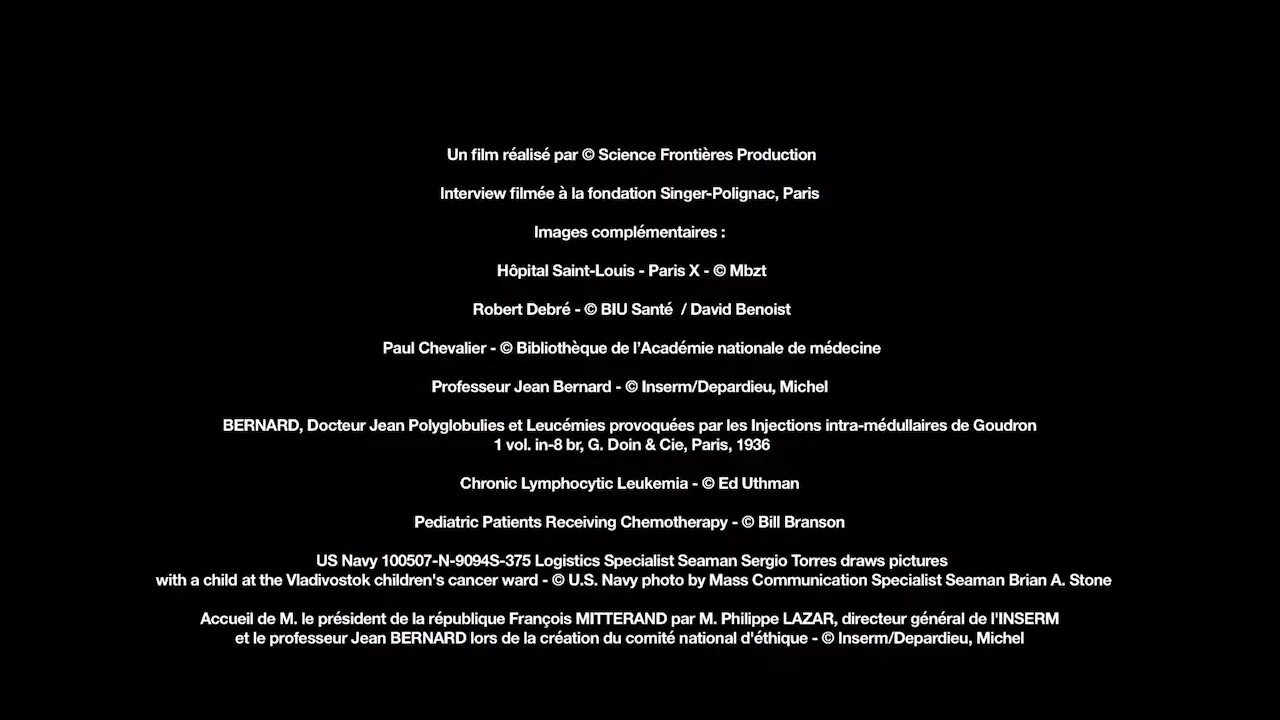 Un film réalisé par © Science Frontières Production
Interview filmée à la fondation Singer-Polignac, Paris
Images complémentaires :
Hôpital Saint-Louis - Paris X - © Mbzt
Robert Debré - © BIU Santé / David Benoist
Paul Chevalier - © Bibliothèque de l’Académie nationale de médecine
Professeur Jean Bernard - © Inserm/Depardieu, Michel
BERNARD, Docteur Jean Polyglobulies et Leucémies provoquées par les Injections intra-médullaires de Goudron
1 vol. in-8 br, G. Doin & Cie, Paris, 1936
Chronic Lymphocytic Leukemia - © Ed Uthman
Pediatric Patients Receiving Chemotherapy - © Bill Branson
US Navy 100507-N-9094S-375 Logistics Specialist Seaman Sergio Torres draws pictures
with a child at the Vladivostok children's cancer ward - © U.S. Navy photo by Mass Communication Specialist Seaman Brian A. Stone
Accueil de M. le président de la république François MITTERAND par M. Philippe LAZAR, directeur général de l'INSERM
et le professeur Jean BERNARD lors de la création du comité national d'éthique - © Inserm/Depardieu, Michel